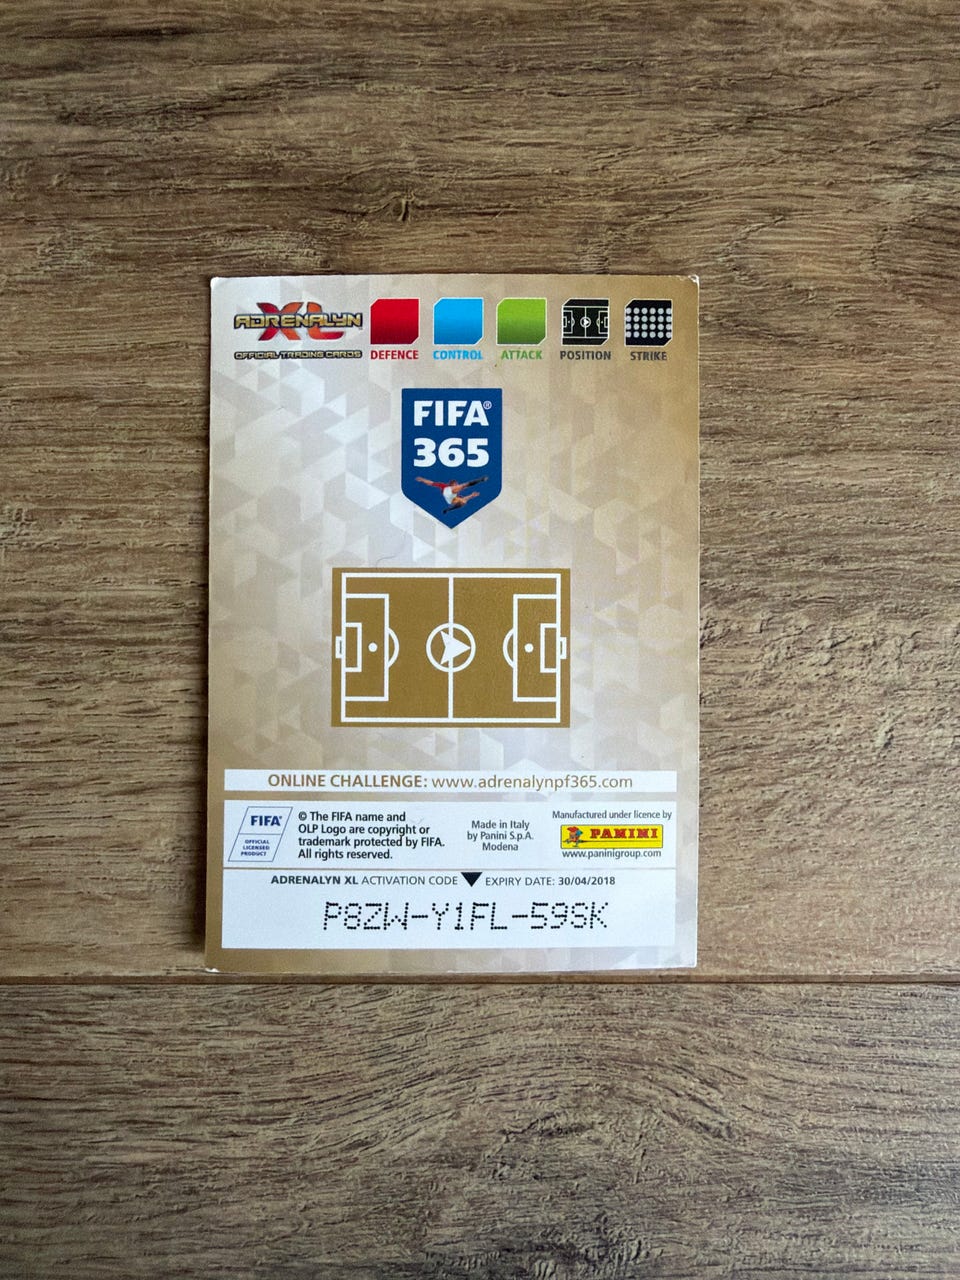 ADRENALYN XL
OFFICIAL TRADING CARDS
DEFENCE CONTROL ATTACK POSITION STRIKE
FIFA®
365
ONLINE CHALLENGE: www.adrenalynpf365.com
FIFA®
OFFICIAL
LICENSED
PRODUCT
© The FIFA name and
OLP Logo are copyright or
trademark protected by FIFA.
All rights reserved.
Made in Italy
by Panini S.p.A.
Modena
Manufactured under licence by
PANINI
www.paninigroup.com
ADRENALYN XL ACTIVATION CODE EXPIRY DATE: 30/04/2018
P8ZW-Y1FL-598K